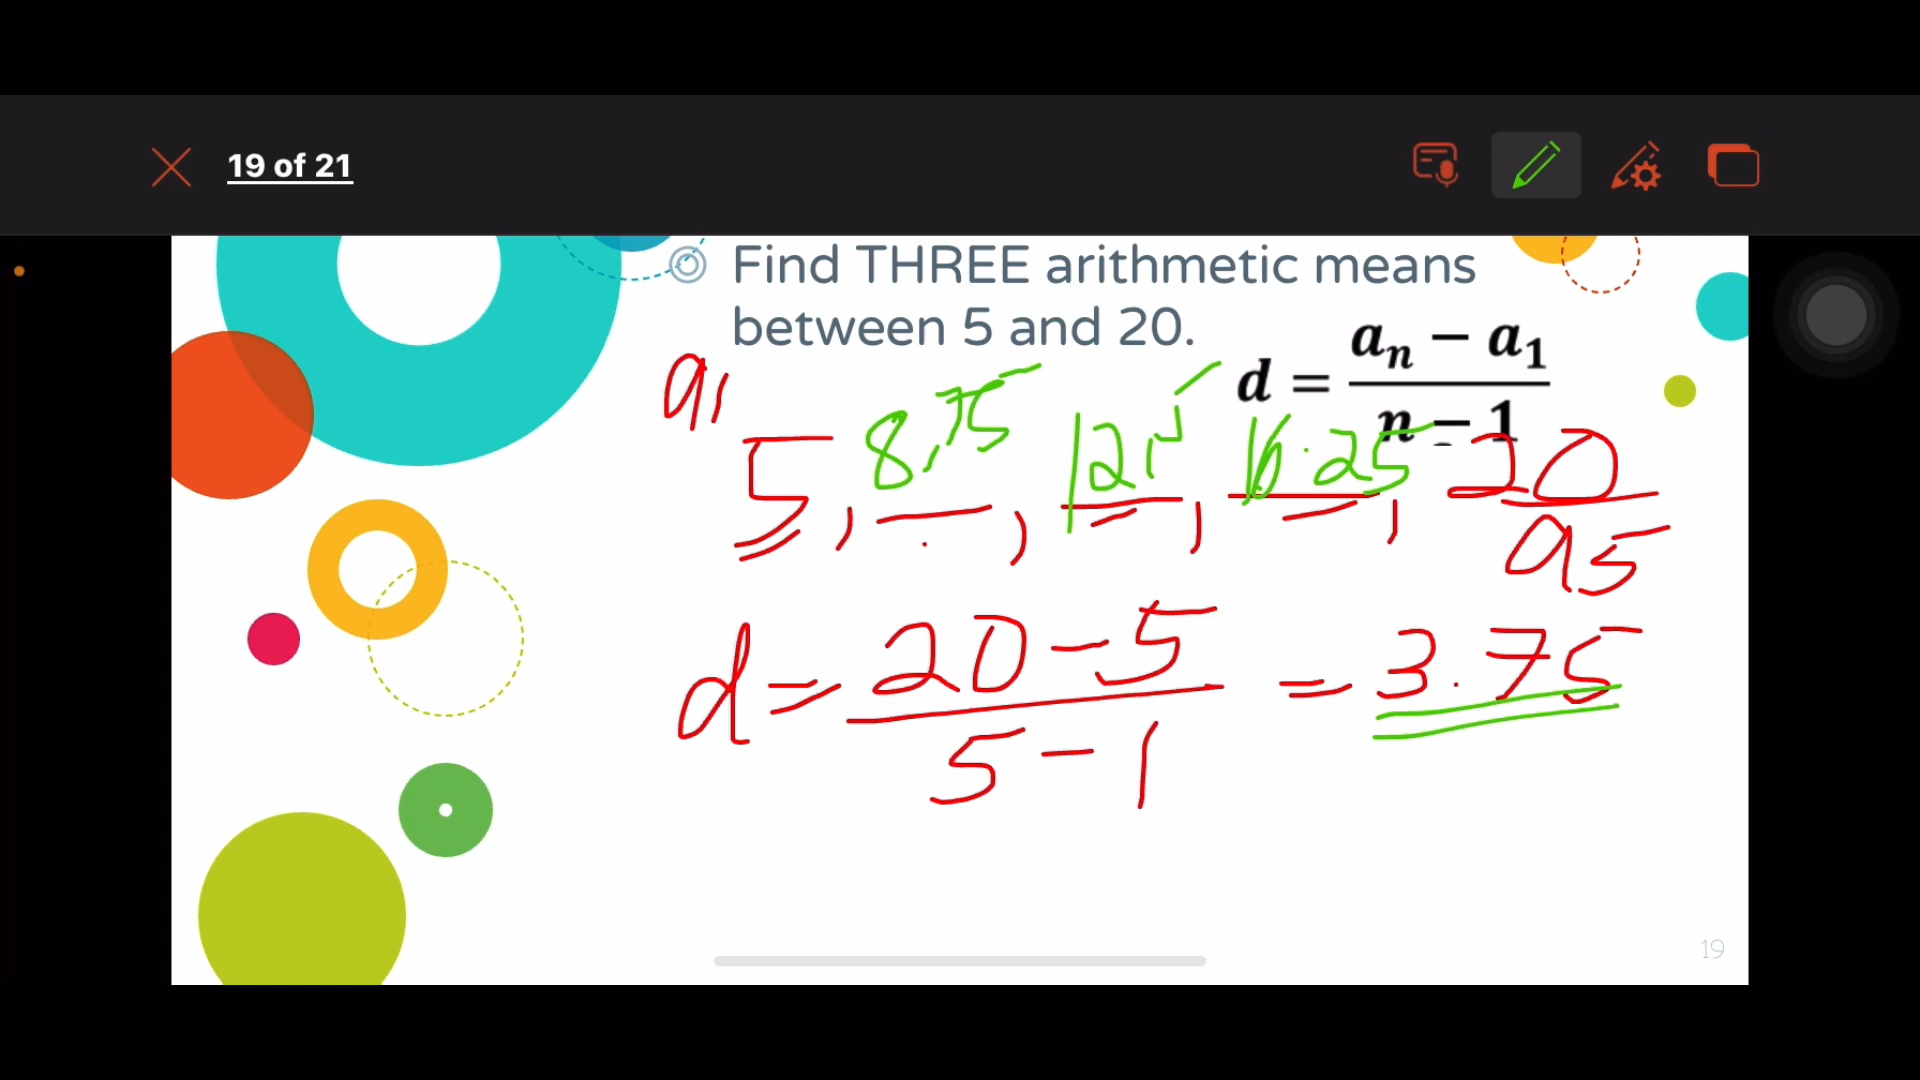 19 of 21
Find THREE arithmetic means
between 5 and 20.
d = aₙ − a₁ / n − 1
a₁
5, 8.75, 12.5, 16.25, 20
a₅
d = 20 - 5 / 5 - 1 = 3.75
19